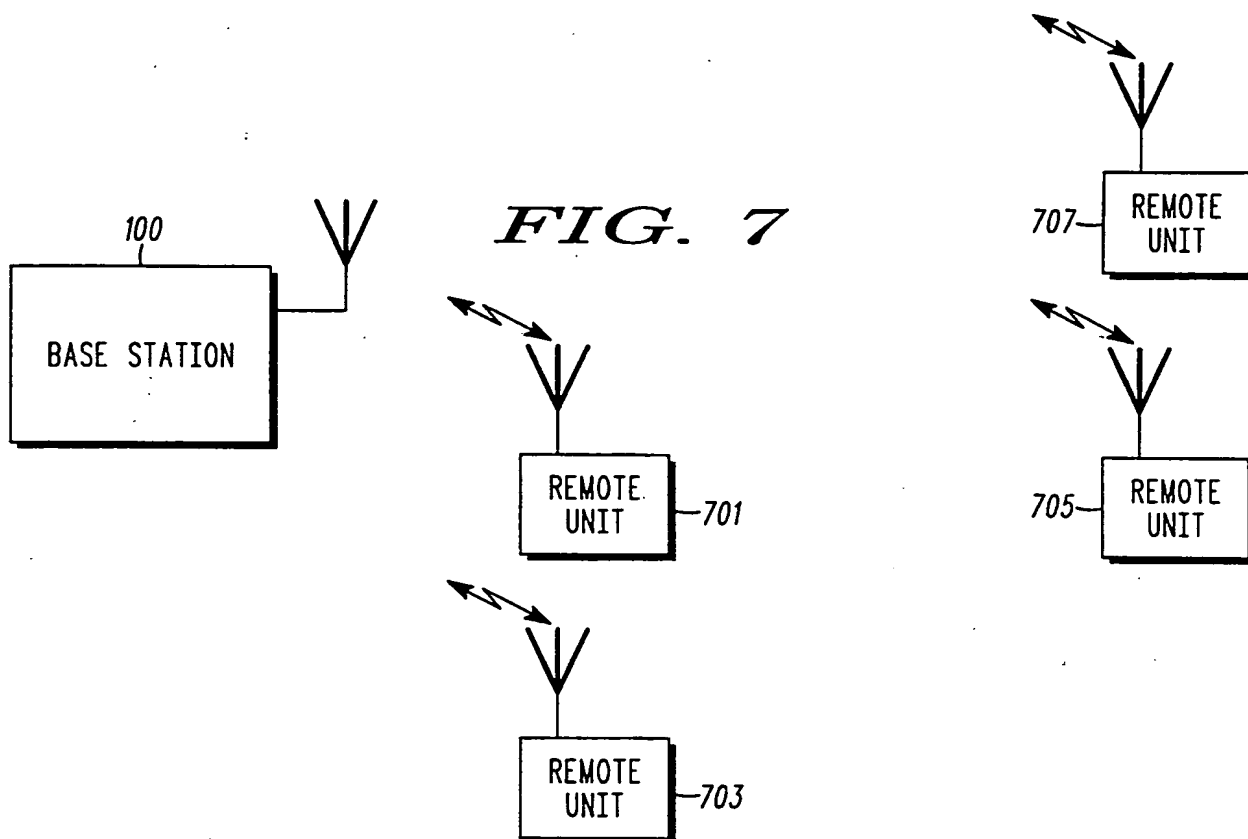 100
BASE STATION
FIG. 7
REMOTE
UNIT
701
REMOTE
UNIT
703
707
REMOTE
UNIT
705
REMOTE
UNIT